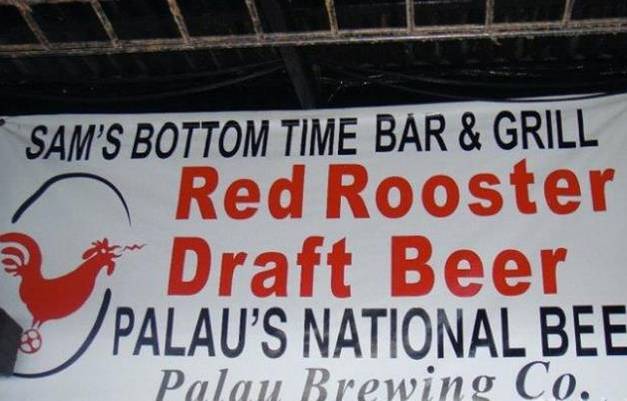 SAM'S BOTTOM TIME BAR & GRILL
Red Rooster
Draft Beer
PALAU'S NATIONAL BEE
Palau Brewing Co.